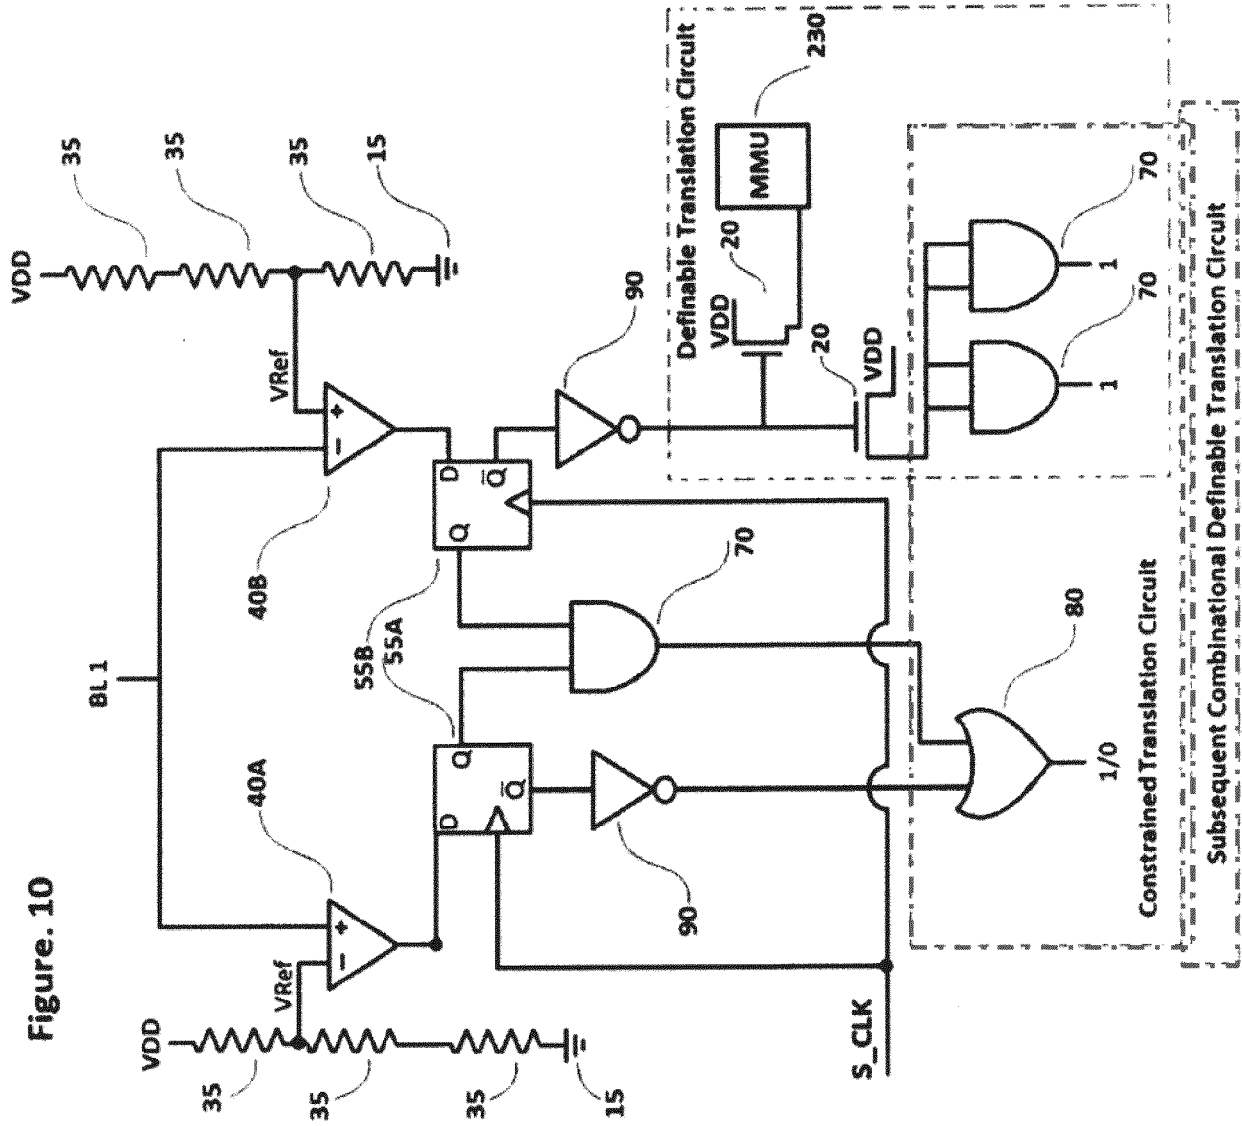 Figure. 10
VDD
35
35
35
15
VRef
40A
BL1
40B
VRef
VDD
35
35
35
15
+
−
+
−
D
Q
Q̅
55B
55A
D
Q
Q̅
90
90
70
S_CLK
Definable Translation Circuit
VDD
20
MMU
230
20
VDD
70
70
1
1
80
1/0
Constrained Translation Circuit
Subsequent Combinational Definable Translation Circuit